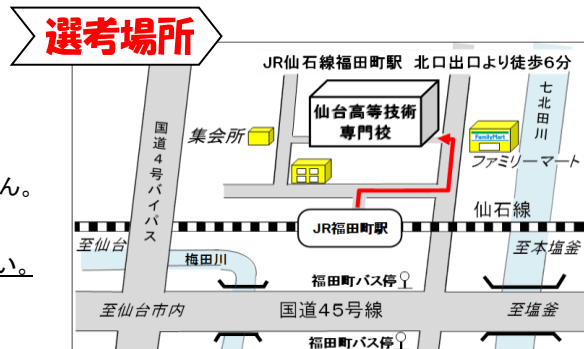 選考場所
JR仙石線福田町駅 北口出口より徒歩6分
仙台高等技術
専門校
七北田川
国道4号バイパス
集会所
FamilyMart
ファミリーマート
ん。
仙石線
JR福田町駅
至仙台
至本塩釜
梅田川
い。
福田町バス停
至仙台市内
国道45号線
至塩釜
福田町バス停